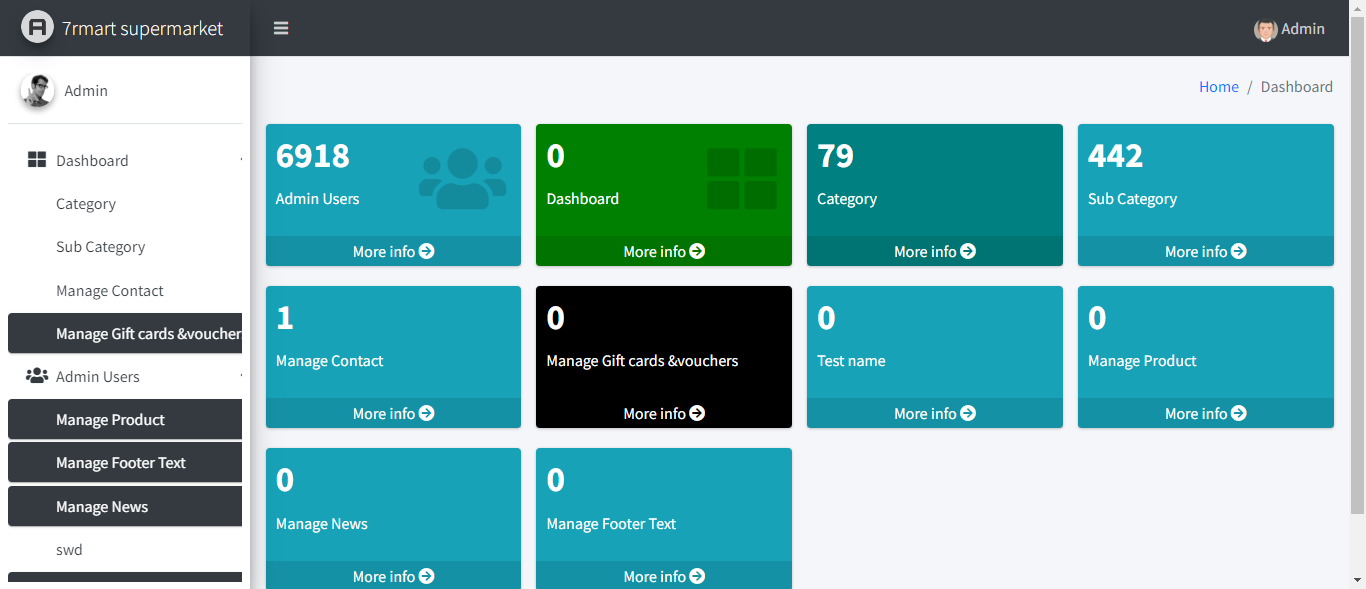 7rmart supermarket
Admin
Admin
Home / Dashboard
Dashboard
Category
Sub Category
Manage Contact
Manage Gift cards &voucher
Admin Users
Manage Product
Manage Footer Text
Manage News
swd
6918
Admin Users
More info
0
Dashboard
More info
79
Category
More info
442
Sub Category
More info
1
Manage Contact
More info
0
Manage Gift cards &vouchers
More info
0
Test name
More info
0
Manage Product
More info
0
Manage News
More info
0
Manage Footer Text
More info